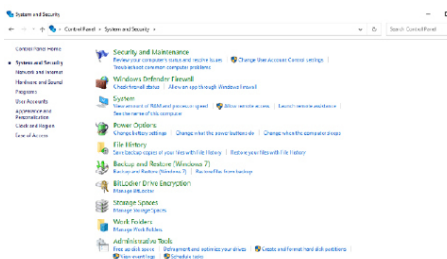 System and Security
Control Panel > System and Security
Search Control Panel
Control Panel Home
System and Security
Network and Internet
Hardware and Sound
Programs
User Accounts
Appearance and Personalization
Clock and Region
Ease of Access
Security and Maintenance
Review your computer's status and resolve issues | Change User Account Control settings
Troubleshoot common computer problems
Windows Defender Firewall
Check firewall status | Allow an app through Windows Firewall
System
View amount of RAM and processor speed | Allow remote access | Launch remote assistance
See the name of this computer
Power Options
Change battery settings | Change what the power buttons do | Change when the computer sleeps
File History
Save backup copies of your files with File History | Restore your files with File History
Backup and Restore (Windows 7)
Backup and Restore (Windows 7) | Restore files from backup
BitLocker Drive Encryption
Manage BitLocker
Storage Spaces
Manage Storage Spaces
Work Folders
Manage Work Folders
Administrative Tools
Free up disk space | Defragment and optimize your drives | Create and format hard disk partitions
View event logs | Schedule tasks